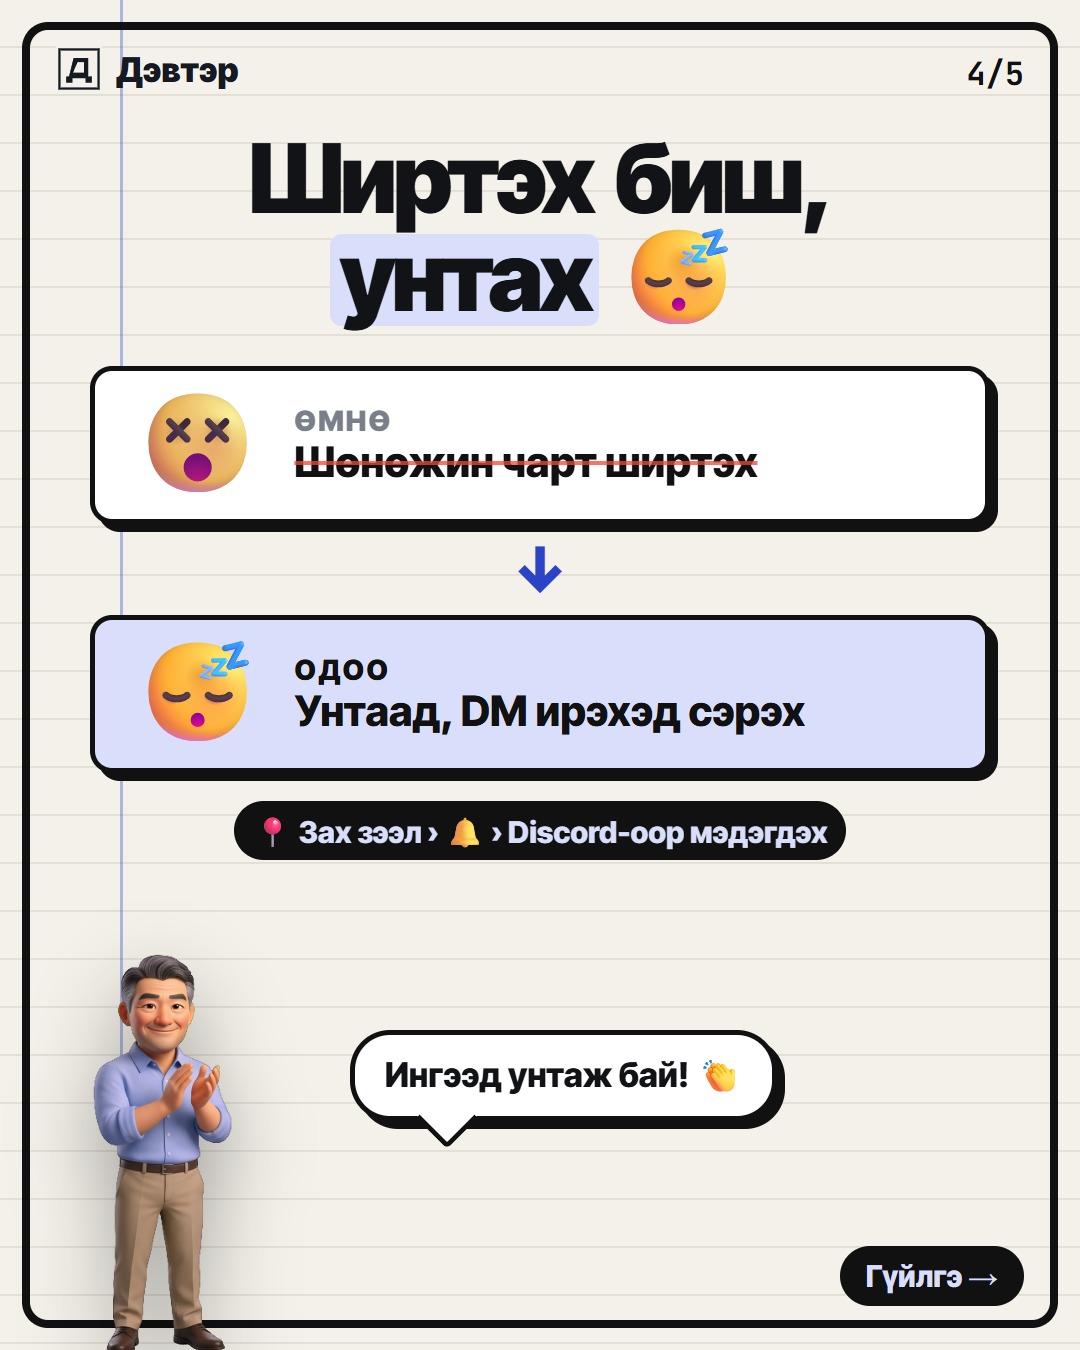 Д Дэвтэр
4/5
Ширтэх биш,
унтах
өмнө
Шөнөжин чарт ширтэх
одоо
Унтаад, DM ирэхэд сэрэх
Зах зээл › › Discord-оор мэдэгдэх
Ингээд унтаж бай!
Гүйлгэ →